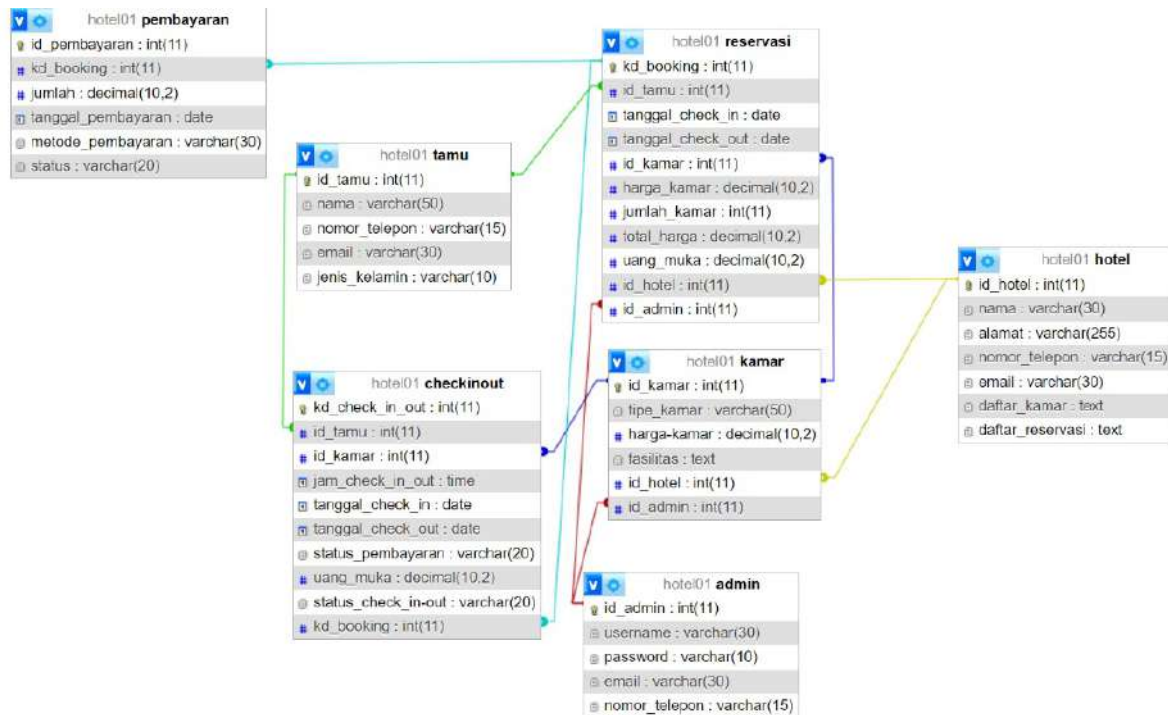 hotel01 pembayaran
id_pembayaran : int(11)
kd_booking : int(11)
jumlah : decimal(10,2)
tanggal_pembayaran : date
metode_pembayaran : varchar(30)
status : varchar(20)
hotel01 reservasi
kd_booking : int(11)
id_tamu : int(11)
tanggal_check_in : date
tanggal_check_out : date
id_kamar : int(11)
harga_kamar : decimal(10,2)
jumlah_kamar : int(11)
total_harga : decimal(10,2)
uang_muka : decimal(10,2)
id_hotel : int(11)
id_admin : int(11)
hotel01 tamu
id_tamu : int(11)
nama : varchar(50)
nomor_telepon : varchar(15)
email : varchar(30)
jenis_kelamin : varchar(10)
hotel01 hotel
id_hotel : int(11)
nama : varchar(30)
alamat : varchar(255)
nomor_telepon : varchar(15)
email : varchar(30)
daftar_kamar : text
daftar_reservasi : text
hotel01 checkinout
kd_check_in_out : int(11)
id_tamu : int(11)
id_kamar : int(11)
jam_check_in_out : time
tanggal_check_in : date
tanggal_check_out : date
status_pembayaran : varchar(20)
uang_muka : decimal(10,2)
status_check_in-out : varchar(20)
kd_booking : int(11)
hotel01 kamar
id_kamar : int(11)
tipe_kamar : varchar(50)
harga-kamar : decimal(10,2)
fasilitas : text
id_hotel : int(11)
id_admin : int(11)
hotel01 admin
id_admin : int(11)
username : varchar(30)
password : varchar(10)
email : varchar(30)
nomor_telepon : varchar(15)